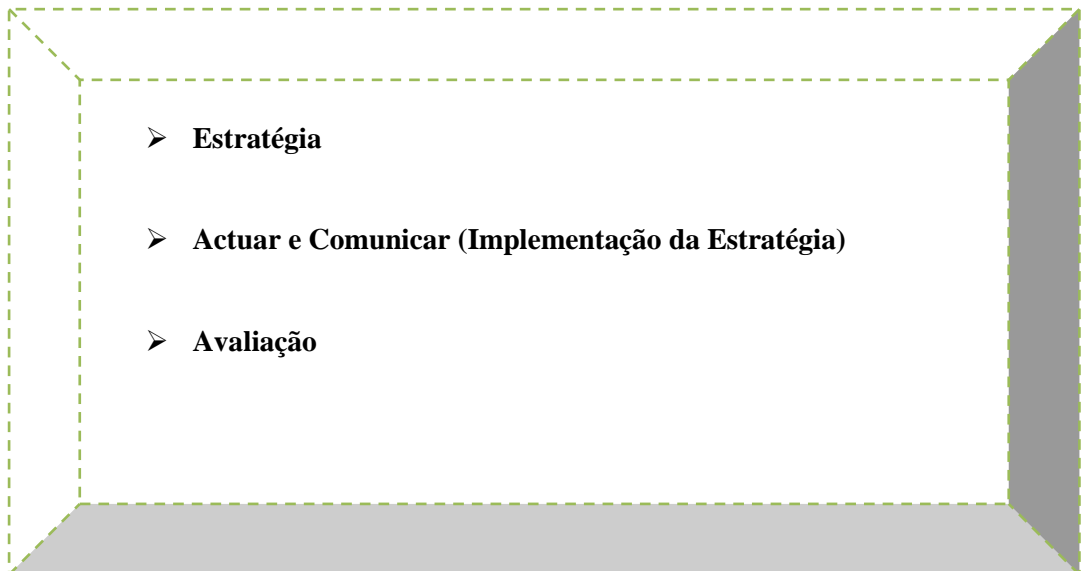 ➢ Estratégia
➢ Actuar e Comunicar (Implementação da Estratégia)
➢ Avaliação